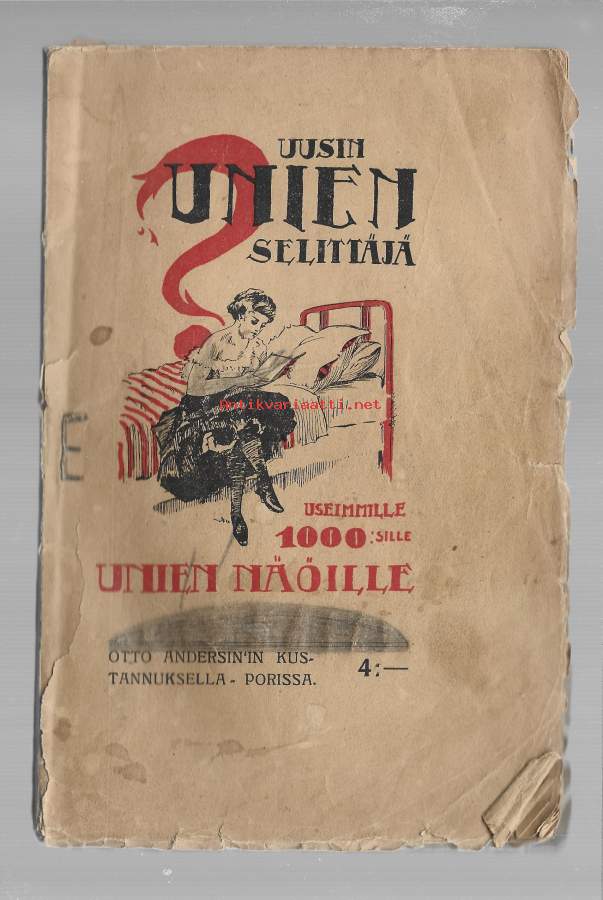 UUSIN
UNIEN
SELITTÄJÄ
Antikvariaatti.net
E
USEIMMILLE
1000:SILLE
UNIEN NÄÖILLE
OTTO ANDERSIN'IN KUS-
TANNUKSELLA - PORISSA.
4:—